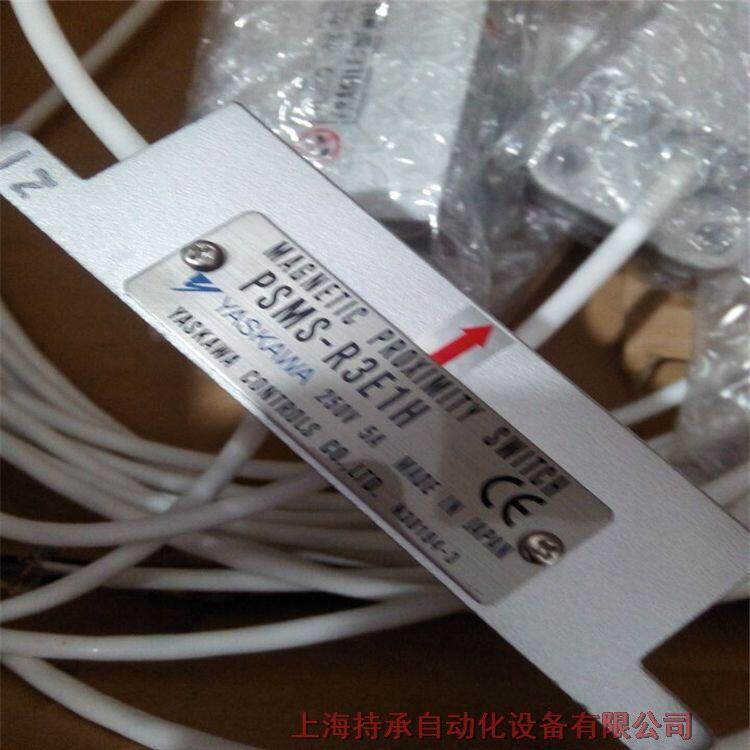 1Z
MAGNETIC PROXIMITY SWITCH
PSMS-R3E1H
YASKAWA 250V 5A MADE IN JAPAN
YASKAWA CONTROLS CO.,LTD.
CE
上海持承自动化设备有限公司